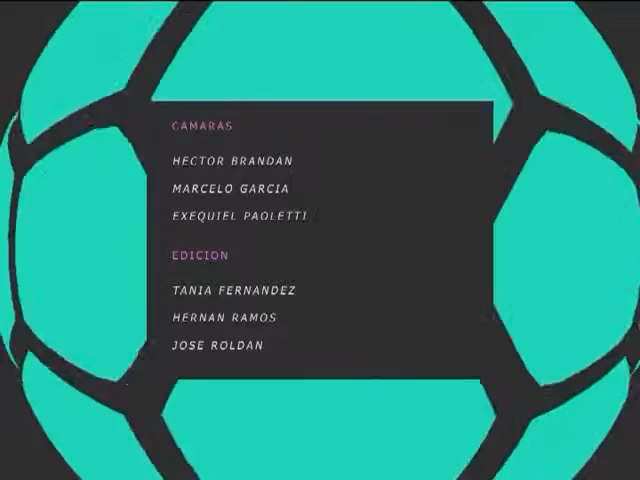 CAMARAS
HECTOR BRANDAN
MARCELO GARCIA
EXEQUIEL PAOLETTI
EDICION
TANIA FERNANDEZ
HERNAN RAMOS
JOSE ROLDAN